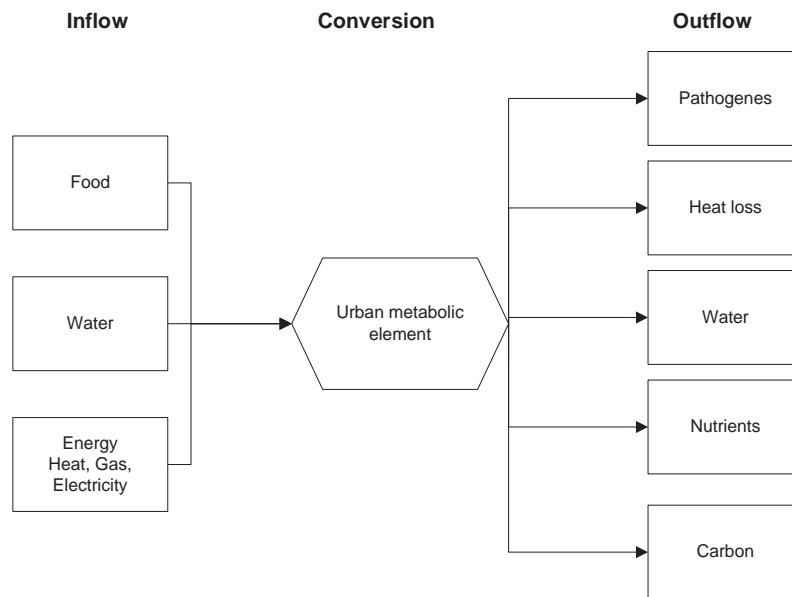 Inflow
Conversion
Outflow
Food
Water
Energy
Heat, Gas,
Electricity
Urban metabolic
element
Pathogenes
Heat loss
Water
Nutrients
Carbon